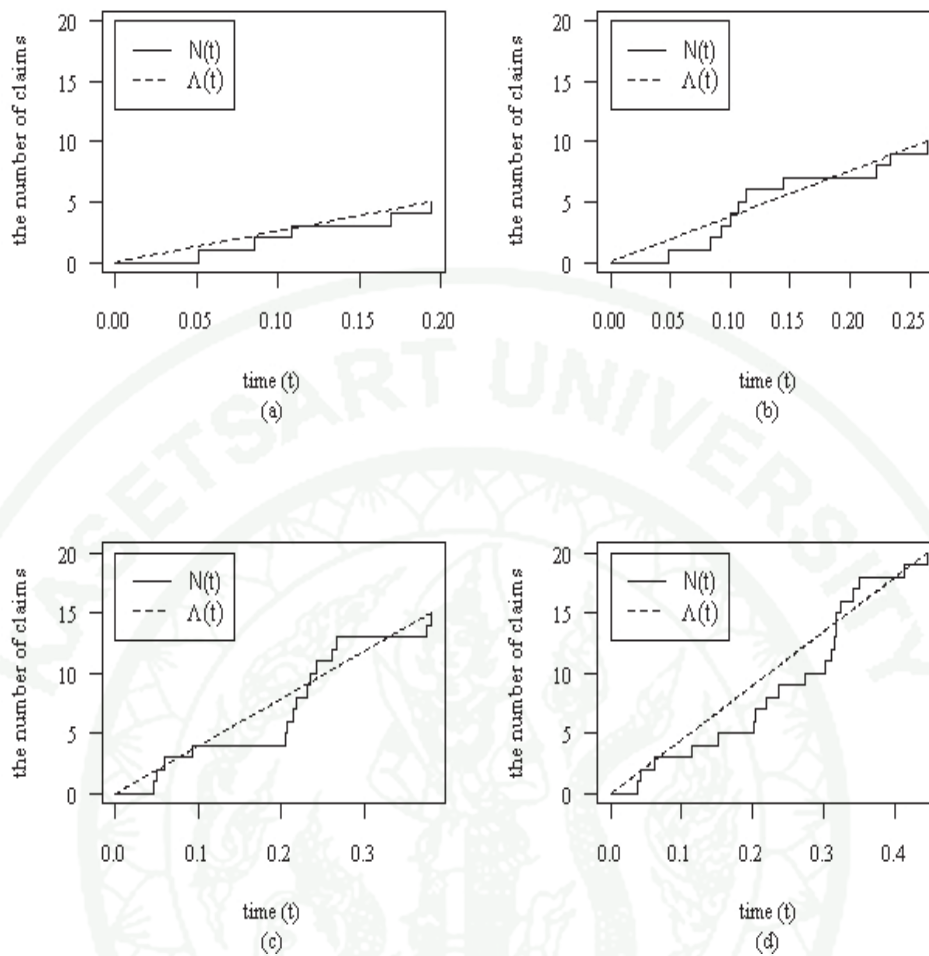 20
15
10
5
0
the number of claims
N(t)
Λ(t)
0.00 0.05 0.10 0.15 0.20
time (t)
(a)
20
15
10
5
0
the number of claims
N(t)
Λ(t)
0.00 0.05 0.10 0.15 0.20 0.25
time (t)
(b)
20
15
10
5
0
the number of claims
N(t)
Λ(t)
0.0 0.1 0.2 0.3
time (t)
(c)
20
15
10
5
0
the number of claims
N(t)
Λ(t)
0.0 0.1 0.2 0.3 0.4
time (t)
(d)
KASETSART UNIVERSITY